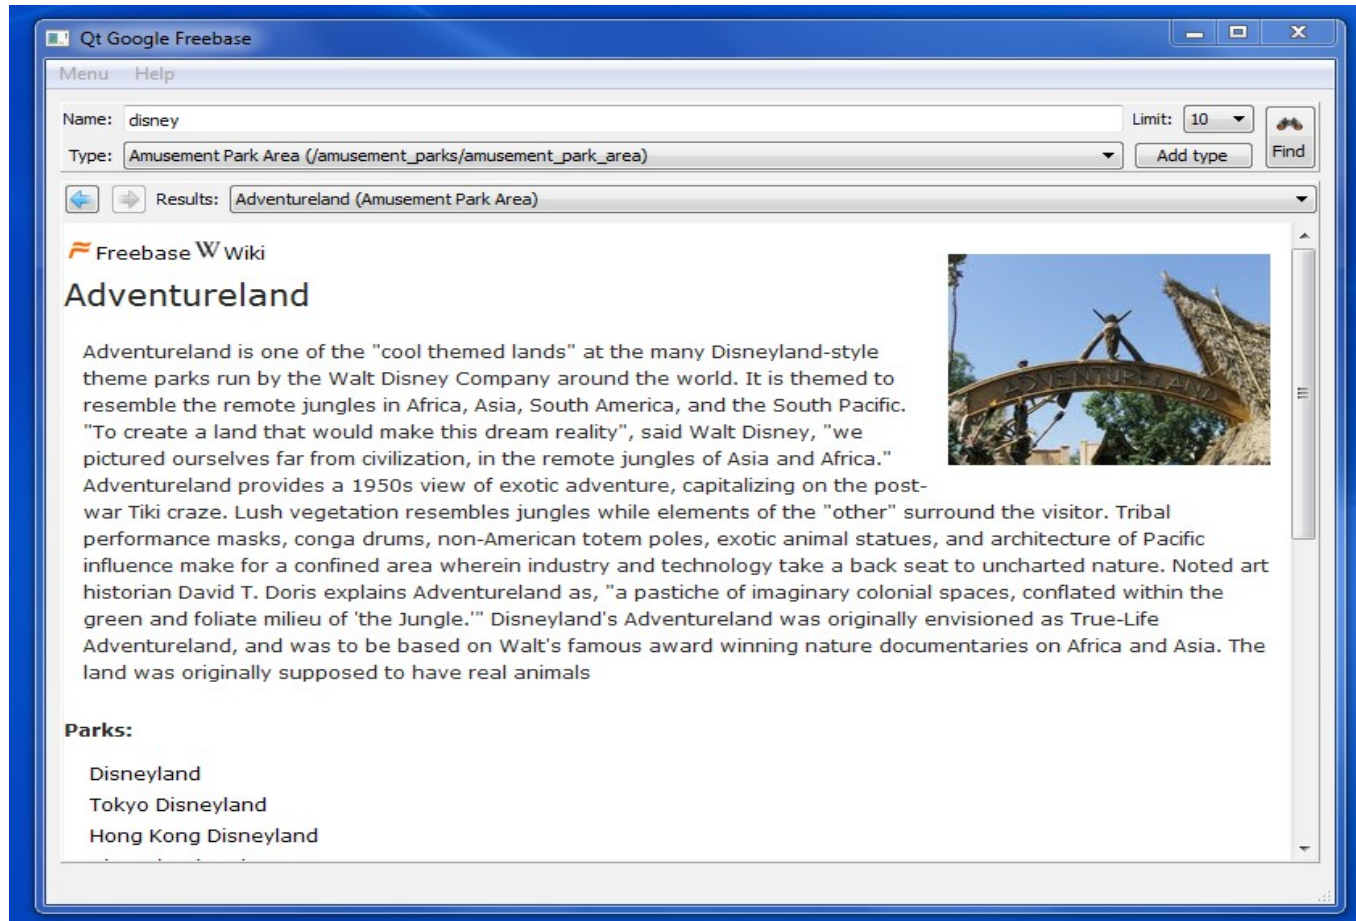 Qt Google Freebase
Menu Help
Name: disney Limit: 10
Type: Amusement Park Area (/amusement_parks/amusement_park_area) Add type Find
Results: Adventureland (Amusement Park Area)
Freebase W Wiki
Adventureland
ADVENTURELAND
Adventureland is one of the "cool themed lands" at the many Disneyland-style
theme parks run by the Walt Disney Company around the world. It is themed to
resemble the remote jungles in Africa, Asia, South America, and the South Pacific.
"To create a land that would make this dream reality", said Walt Disney, "we
pictured ourselves far from civilization, in the remote jungles of Asia and Africa."
Adventureland provides a 1950s view of exotic adventure, capitalizing on the post-
war Tiki craze. Lush vegetation resembles jungles while elements of the "other" surround the visitor. Tribal
performance masks, conga drums, non-American totem poles, exotic animal statues, and architecture of Pacific
influence make for a confined area wherein industry and technology take a back seat to uncharted nature. Noted art
historian David T. Doris explains Adventureland as, "a pastiche of imaginary colonial spaces, conflated within the
green and foliate milieu of 'the Jungle.'" Disneyland's Adventureland was originally envisioned as True-Life
Adventureland, and was to be based on Walt's famous award winning nature documentaries on Africa and Asia. The
land was originally supposed to have real animals
Parks:
Disneyland
Tokyo Disneyland
Hong Kong Disneyland